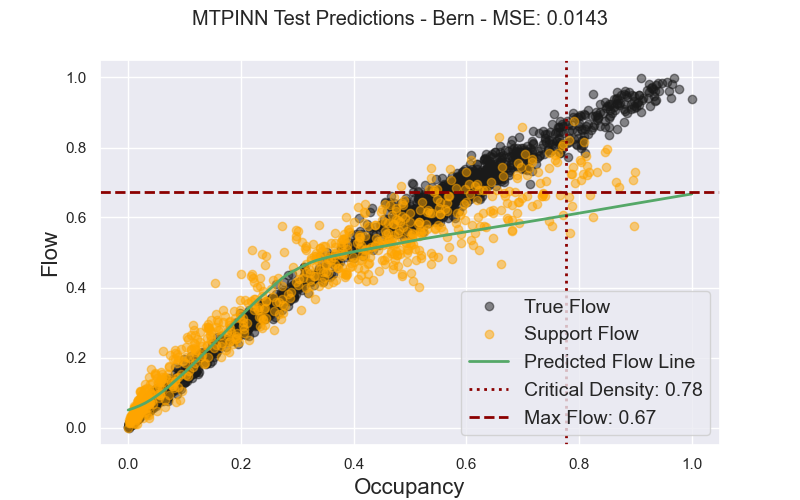 MTPINN Test Predictions - Bern - MSE: 0.0143
1.0
0.8
0.6
0.4
0.2
0.0
Flow
True Flow
Support Flow
Predicted Flow Line
Critical Density: 0.78
Max Flow: 0.67
0.0 0.2 0.4 0.6 0.8 1.0
Occupancy